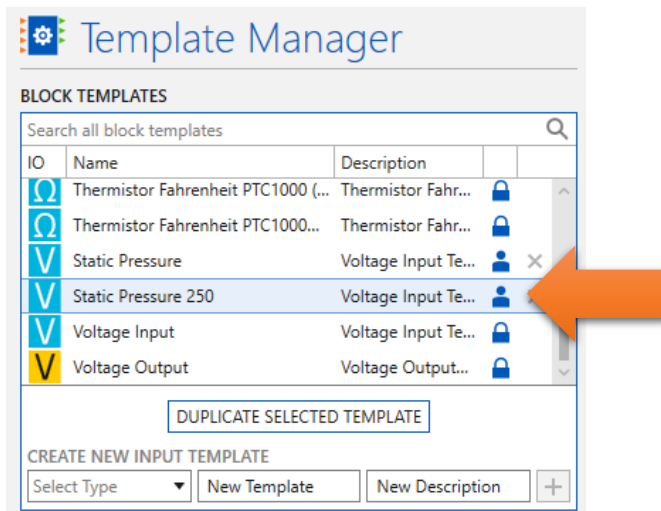 Template Manager
BLOCK TEMPLATES
Search all block templates
IO Name Description
Ω Thermistor Fahrenheit PTC1000 (... Thermistor Fahr...
Ω Thermistor Fahrenheit PTC1000... Thermistor Fahr...
V Static Pressure Voltage Input Te...
V Static Pressure 250 Voltage Input Te...
V Voltage Input Voltage Input Te...
V Voltage Output Voltage Output...
DUPLICATE SELECTED TEMPLATE
CREATE NEW INPUT TEMPLATE
Select Type New Template New Description +